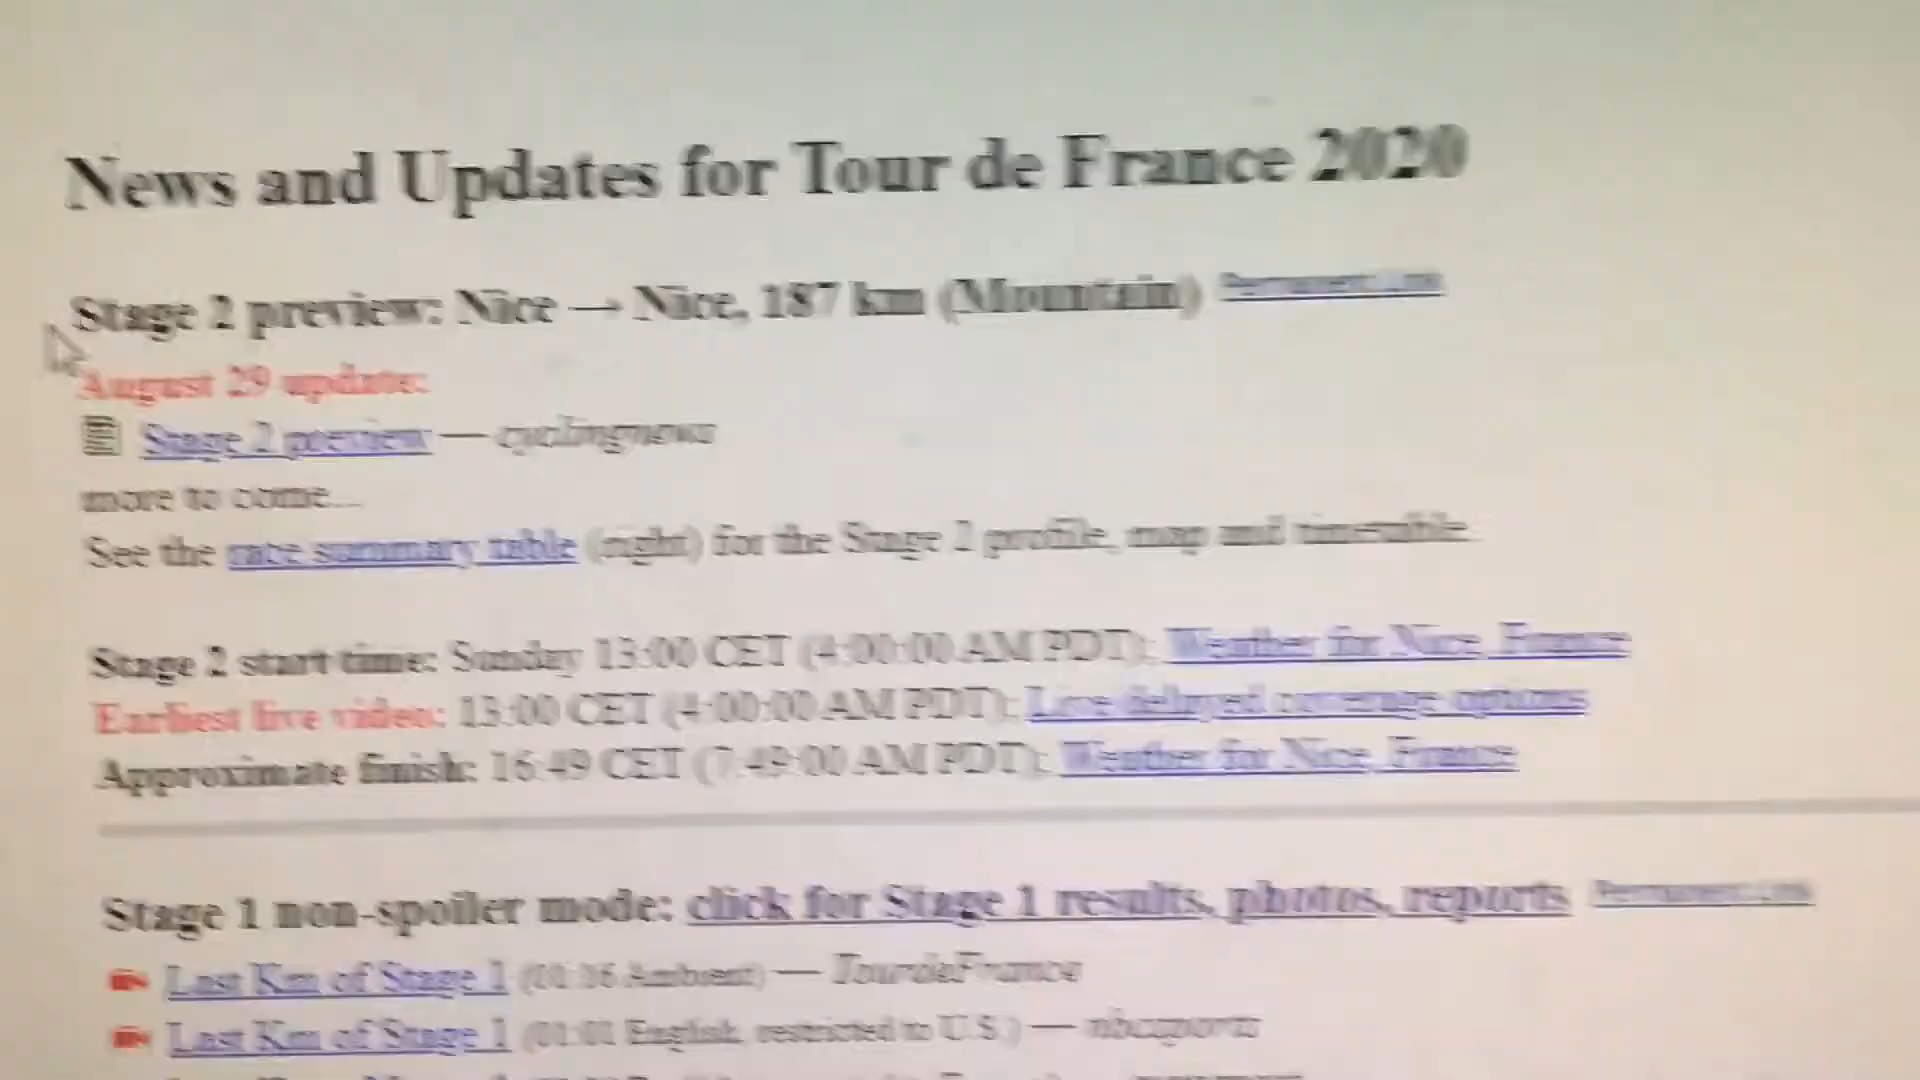 News and Updates for Tour de France 2020
Stage 2 preview: Nice → Nice, 187 km (Mountain) Permanent Link
August 29 update:
Stage 2 preview — cyclingnews
more to come...
See the race summary table (right) for the Stage 2 profile, map and timetable.
Stage 2 start time: Sunday 13:00 CET (4:00:00 AM PDT): Weather for Nice, France
Earliest live video: 13:00 CET (4:00:00 AM PDT): Live delayed coverage options
Approximate finish: 16:49 CET (7:49:00 AM PDT): Weather for Nice, France
Stage 1 non-spoiler mode: click for Stage 1 results, photos, reports Permanent Link
Last Km of Stage 1 (01:16 Ambient) — TourdeFrance
Last Km of Stage 1 (01:01 English, restricted to U.S.) — nbcsports